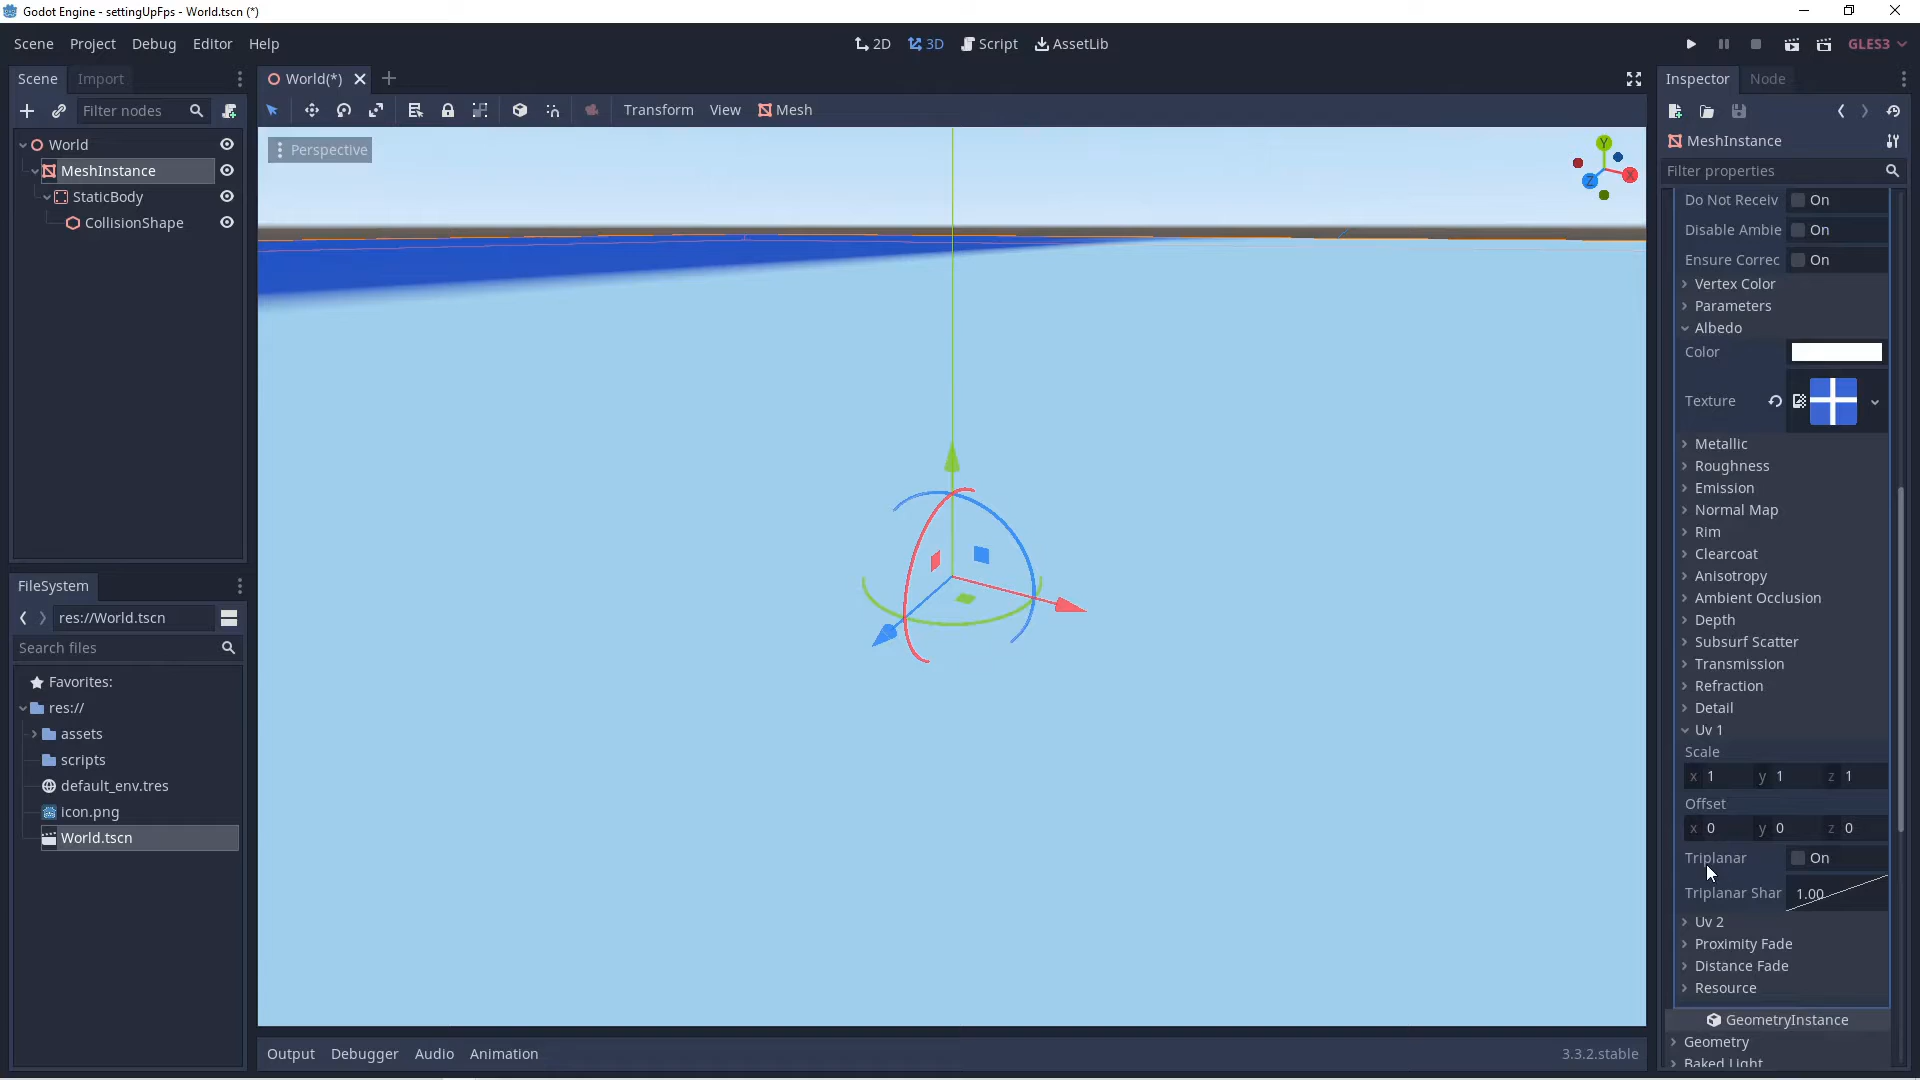 Godot Engine - settingUpFps - World.tscn (*)
Scene Project Debug Editor Help
2D 3D Script AssetLib
GLES3
Scene Import
World(*)
Inspector Node
Filter nodes
Transform View Mesh
World
MeshInstance
StaticBody
CollisionShape
Perspective
Y
X
Z
FileSystem
res://World.tscn
Search files
Favorites:
res://
assets
scripts
default_env.tres
icon.png
World.tscn
Output Debugger Audio Animation
3.3.2.stable
MeshInstance
Filter properties
Do Not Receiv On
Disable Ambie On
Ensure Correc On
Vertex Color
Parameters
Albedo
Color
Texture
Metallic
Roughness
Emission
Normal Map
Rim
Clearcoat
Anisotropy
Ambient Occlusion
Depth
Subsurf Scatter
Transmission
Refraction
Detail
Uv 1
Scale
x 1 y 1 z 1
Offset
x 0 y 0 z 0
Triplanar On
Triplanar Shar 1.00
Uv 2
Proximity Fade
Distance Fade
Resource
GeometryInstance
Geometry
Baked Light